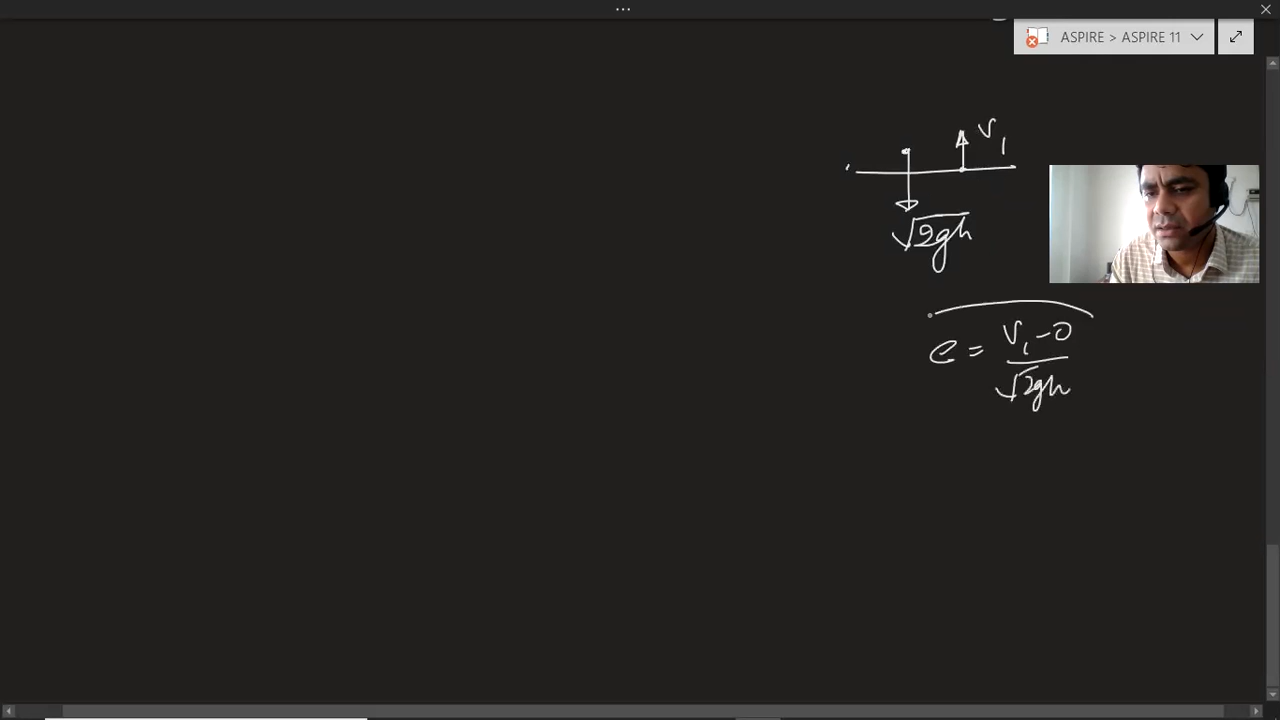 ASPIRE > ASPIRE 11
V₁
√2gh
e = V₁ - 0 / √2gh